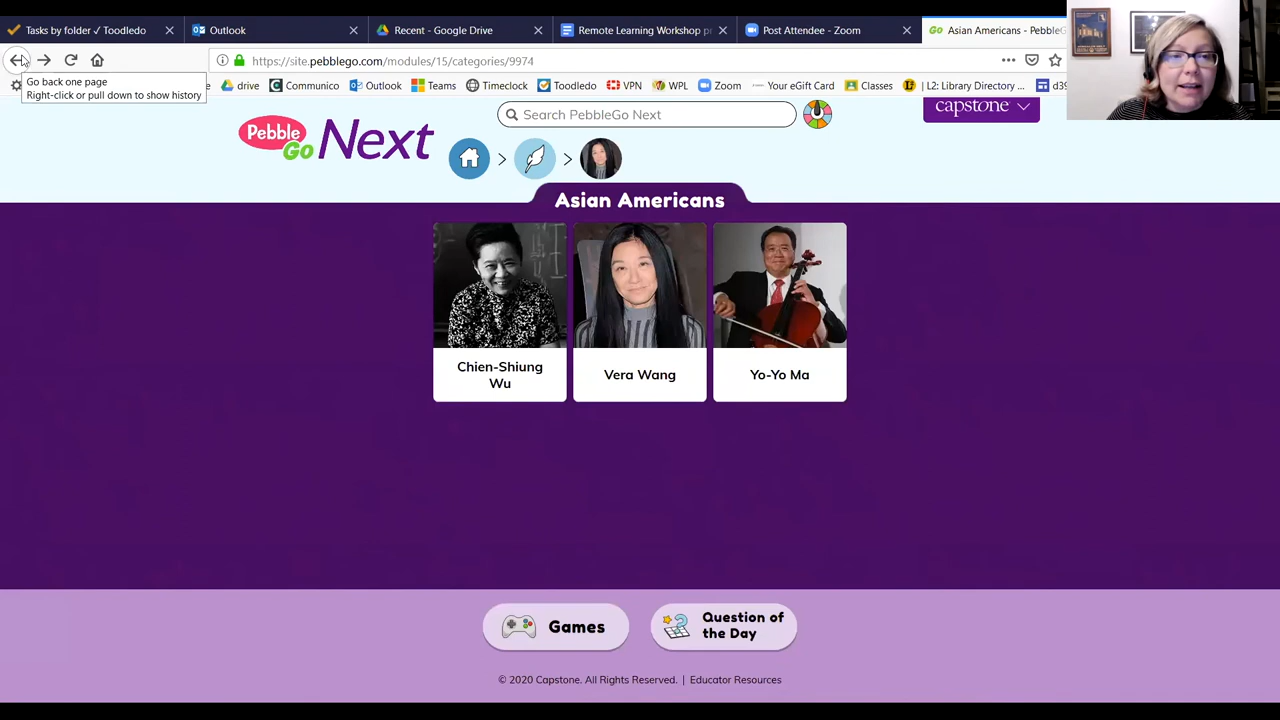 Tasks by folder ✓ Toodledo
Outlook
Recent - Google Drive
Remote Learning Workshop pr
Post Attendee - Zoom
Asian Americans - PebbleG
https://site.pebblego.com/modules/15/categories/9974
Go back one page
Right-click or pull down to show history
drive
Communico
Outlook
Teams
Timeclock
Toodledo
VPN
WPL
Zoom
Your eGift Card
Classes
L2: Library Directory ...
Pebble Go Next
Search PebbleGo Next
capstone
Asian Americans
Chien-Shiung
Wu
Vera Wang
Yo-Yo Ma
Games
Question of
the Day
© 2020 Capstone. All Rights Reserved. | Educator Resources